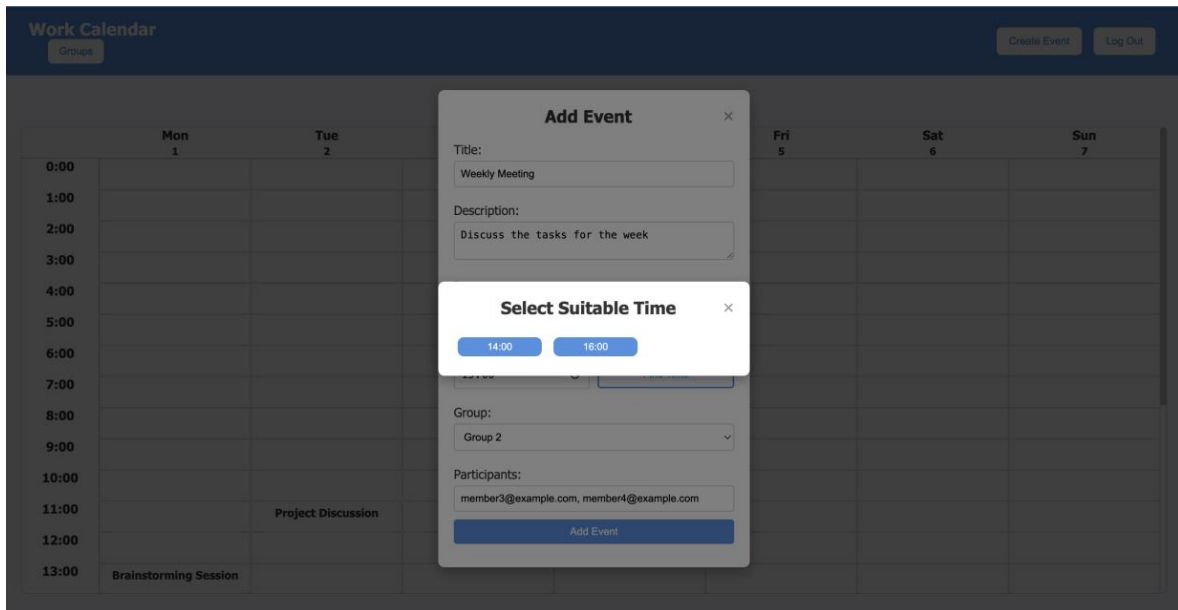 Work Calendar
Groups
Create Event
Log Out
Add Event ×
Mon Tue Fri Sat Sun
1 2 5 6 7
Title:
0:00
Weekly Meeting
1:00
Description:
2:00
Discuss the tasks for the week
3:00
4:00
Select Suitable Time ×
5:00
14:00 16:00
6:00
7:00
8:00
Group:
9:00
Group 2
10:00
Participants:
member3@example.com, member4@example.com
11:00
Project Discussion
Add Event
12:00
13:00
Brainstorming Session